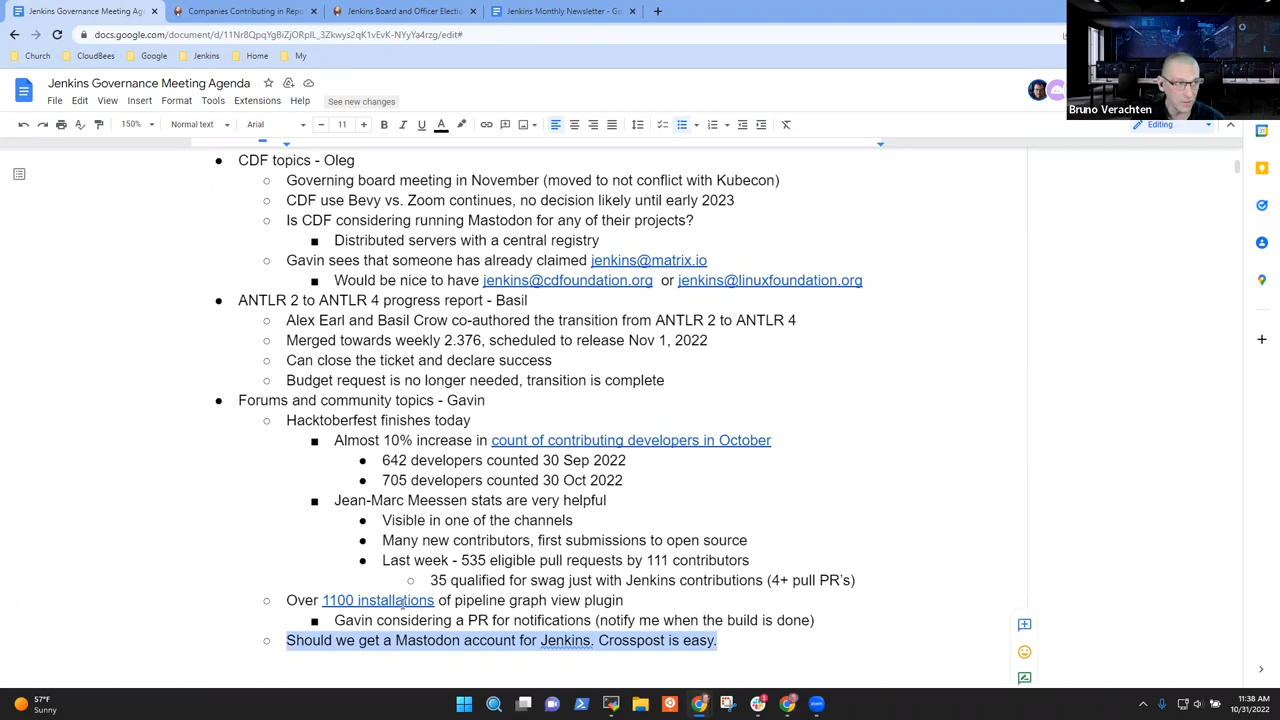 Jenkins Governance Meeting Age
Companies Contributing in Repo
Jenkins Board and Officer Electio
Jenkins Monthly Newsletter - Go
docs.google.com/document/d/11Nr8QpqYgBiZjORpIL_3Zkwys2qK1vEvK-NYyYa4rzg/edit#
Church
CloudBees
Google
Jenkins
Home
My
Jenkins Governance Meeting Agenda
File Edit View Insert Format Tools Extensions Help See new changes
Bruno Verachten
150% Normal text Arial 11 Editing
● CDF topics - Oleg
○ Governing board meeting in November (moved to not conflict with Kubecon)
○ CDF use Bevy vs. Zoom continues, no decision likely until early 2023
○ Is CDF considering running Mastodon for any of their projects?
■ Distributed servers with a central registry
○ Gavin sees that someone has already claimed jenkins@matrix.io
■ Would be nice to have jenkins@cdfoundation.org or jenkins@linuxfoundation.org
● ANTLR 2 to ANTLR 4 progress report - Basil
○ Alex Earl and Basil Crow co-authored the transition from ANTLR 2 to ANTLR 4
○ Merged towards weekly 2.376, scheduled to release Nov 1, 2022
○ Can close the ticket and declare success
○ Budget request is no longer needed, transition is complete
● Forums and community topics - Gavin
○ Hacktoberfest finishes today
■ Almost 10% increase in count of contributing developers in October
● 642 developers counted 30 Sep 2022
● 705 developers counted 30 Oct 2022
■ Jean-Marc Meessen stats are very helpful
● Visible in one of the channels
● Many new contributors, first submissions to open source
● Last week - 535 eligible pull requests by 111 contributors
○ 35 qualified for swag just with Jenkins contributions (4+ pull PR's)
○ Over 1100 installations of pipeline graph view plugin
■ Gavin considering a PR for notifications (notify me when the build is done)
○ Should we get a Mastodon account for Jenkins. Crosspost is easy.
57°F
Sunny
11:38 AM
10/31/2022